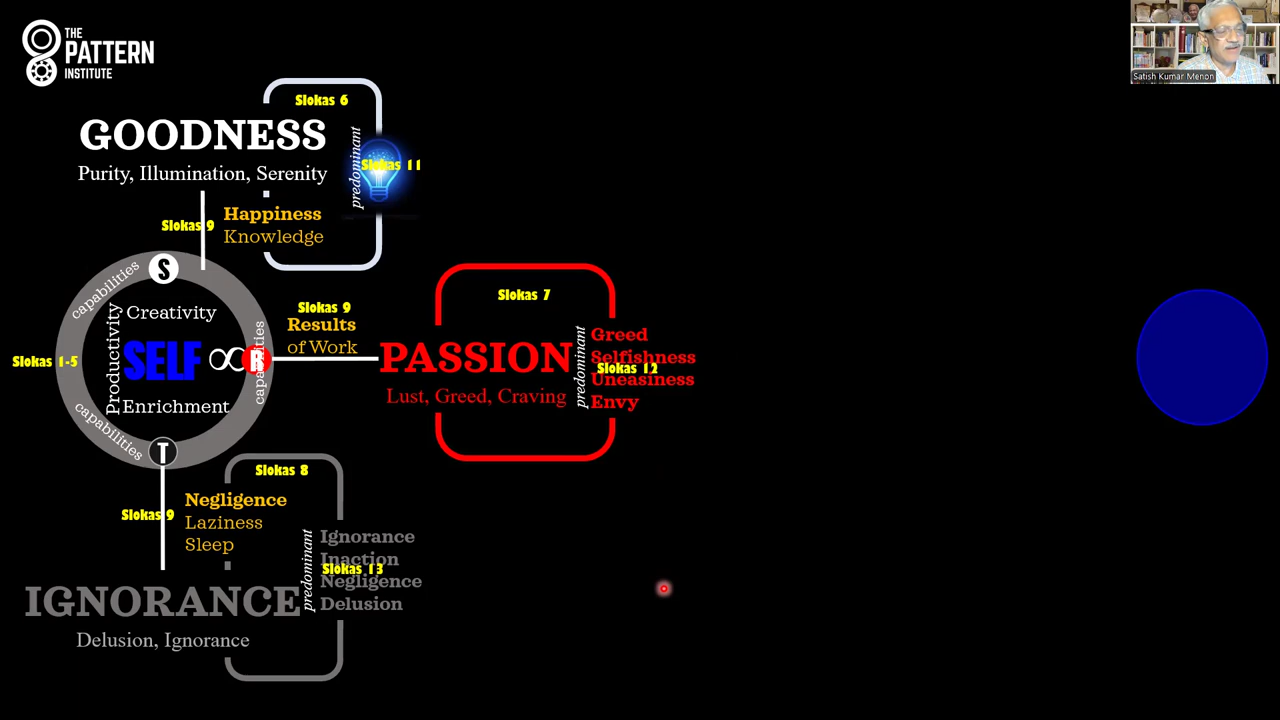 THE
PATTERN
INSTITUTE
Satish Kumar Menon
Slokas 6
GOODNESS
Purity, Illumination, Serenity
predominant
Slokas 11
Slokas 9
Happiness
Knowledge
S
capabilities
Creativity
Productivity
SELF
∞
R
capabilities
Enrichment
capabilities
T
Slokas 1-5
Slokas 9
Results
of Work
Slokas 7
PASSION
Lust, Greed, Craving
predominant
Greed
Selfishness
Slokas 12
Uneasiness
Envy
Slokas 8
Slokas 9
Negligence
Laziness
Sleep
predominant
Ignorance
Inaction
Slokas 13
Negligence
Delusion
IGNORANCE
Delusion, Ignorance